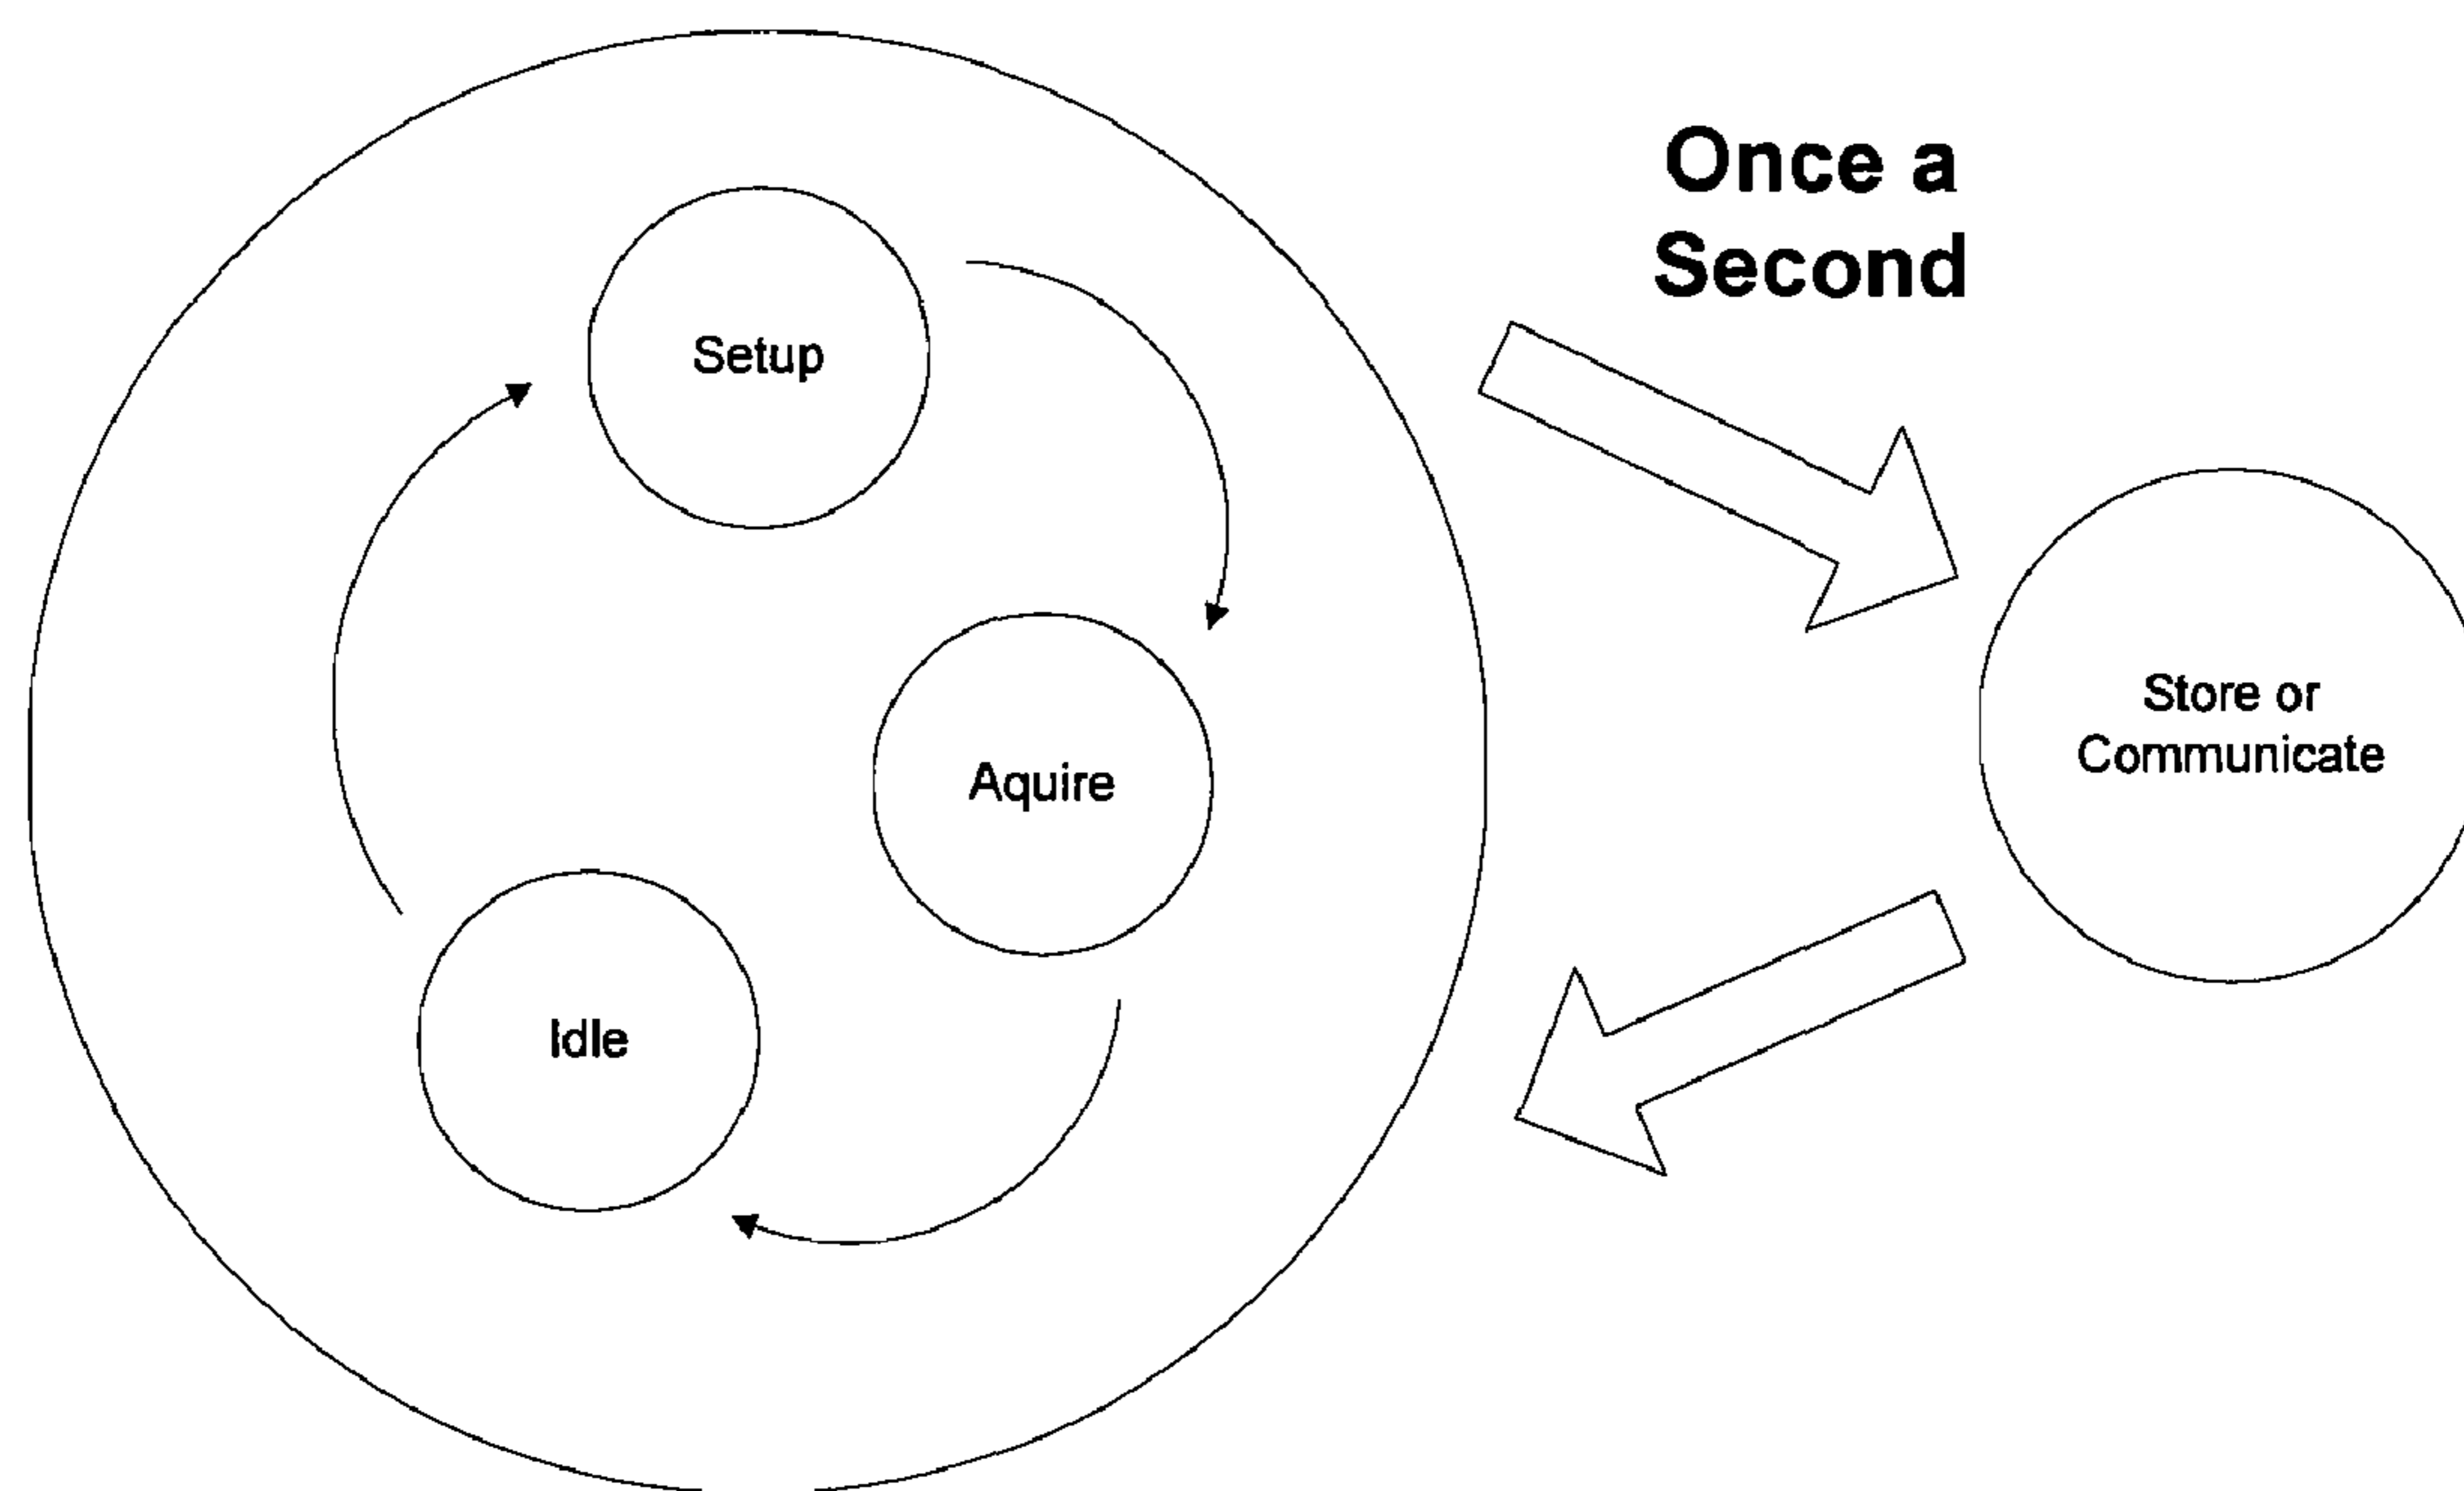 Once a
Second
Setup
Aquire
Idle
Store or
Communicate